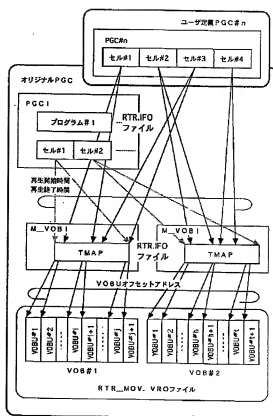 ユーザ定義PGC#n
PGC#n
セル#1 セル#2 セル#3 セル#4
オリジナルPGC
PGCI
プログラム#1
RTR.IFO
ファイル
セル#1 セル#2
再生開始時間
再生終了時間
M_VOBI
M_VOBI
TMAP
RTR.IFO
ファイル
TMAP
VOBUオフセットアドレス
VOBU#1
VOBU#2
VOBU#i
VOBU#i+1
VOBU#j
VOBU#j+1
VOBU#1
VOBU#2
VOBU#h
VOBU#h+1
VOB#1
VOB#2
RTR_MOV.VROファイル